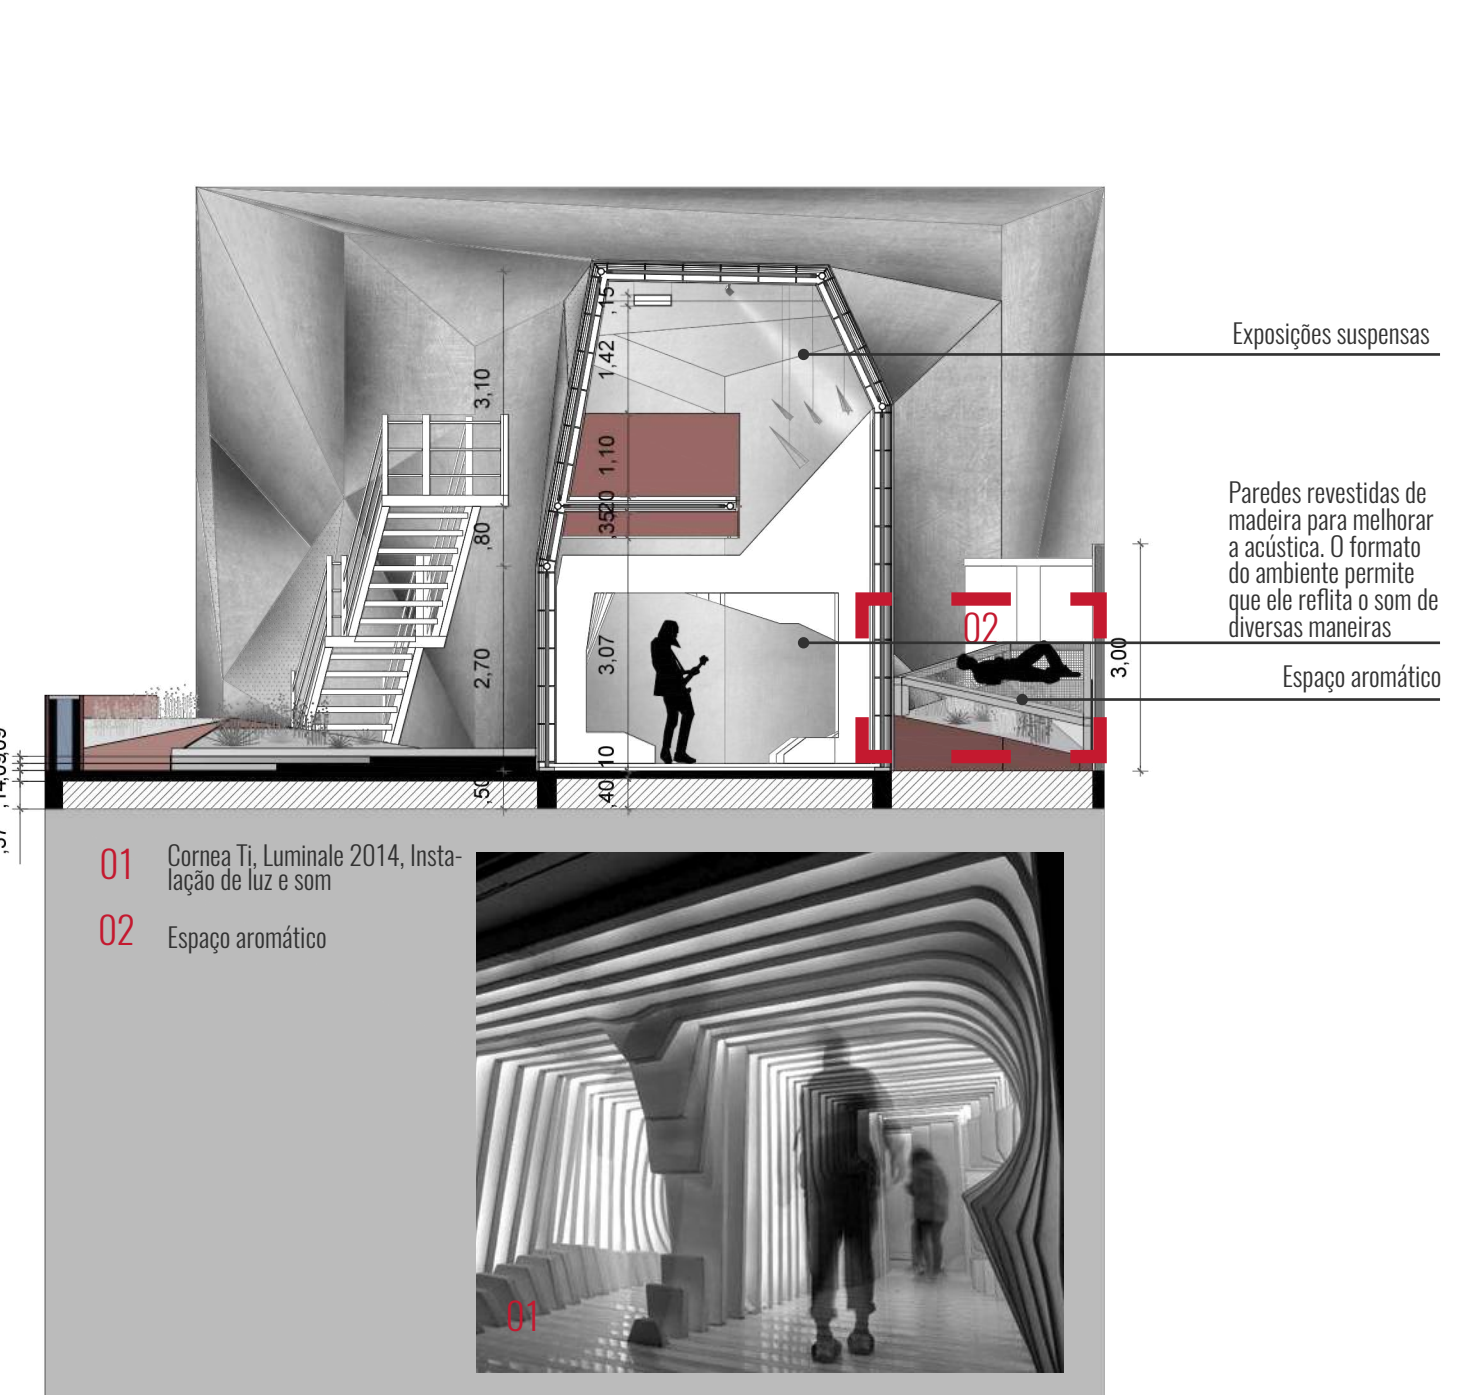 ,15
1,42
3,10
1,10
,20
,35
,80
2,70
3,07
,10
,50
,40
Exposições suspensas
Paredes revestidas de
madeira para melhorar
a acústica. O formato
do ambiente permite
que ele reflita o som de
diversas maneiras
02
3,00
Espaço aromático
01
Cornea Ti, Luminale 2014, Insta-
lação de luz e som
02
Espaço aromático
01